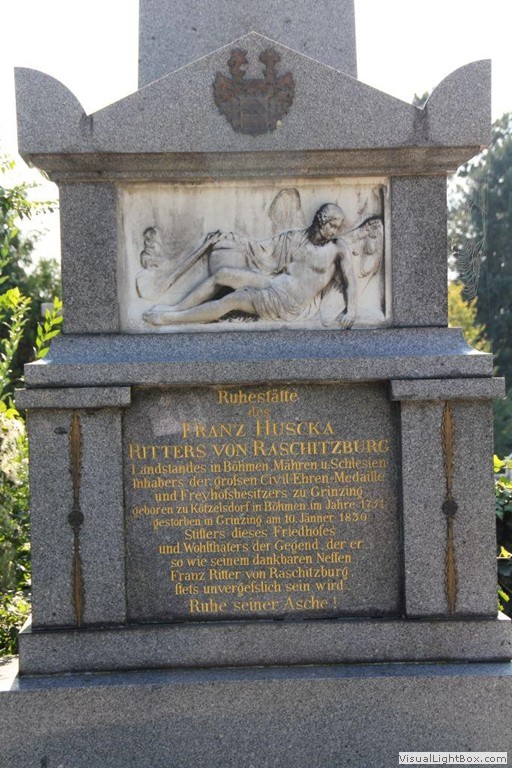 Ruhestätte
des
FRANZ HUSCKA
RITTERS VON RASCHITZBURG
Landstandes in Böhmen, Mähren u: Schlesien
Inhabers der grossen Civil Ehren-Medaille
und Freyhofsbesitzers zu Grinzing
geboren zu Kötzelsdorf in Böhmen im Jahre
gestorben in Grinzing am 10. Jänner
Stifters dieses Friedhofes
und Wohlthäters der Gegend, der er
so wie seinem dankbaren Neffen
Franz Ritter von Raschitzburg,
stets unvergesslich sein wird.
Ruhe seiner Asche!
VisualLightBox.com